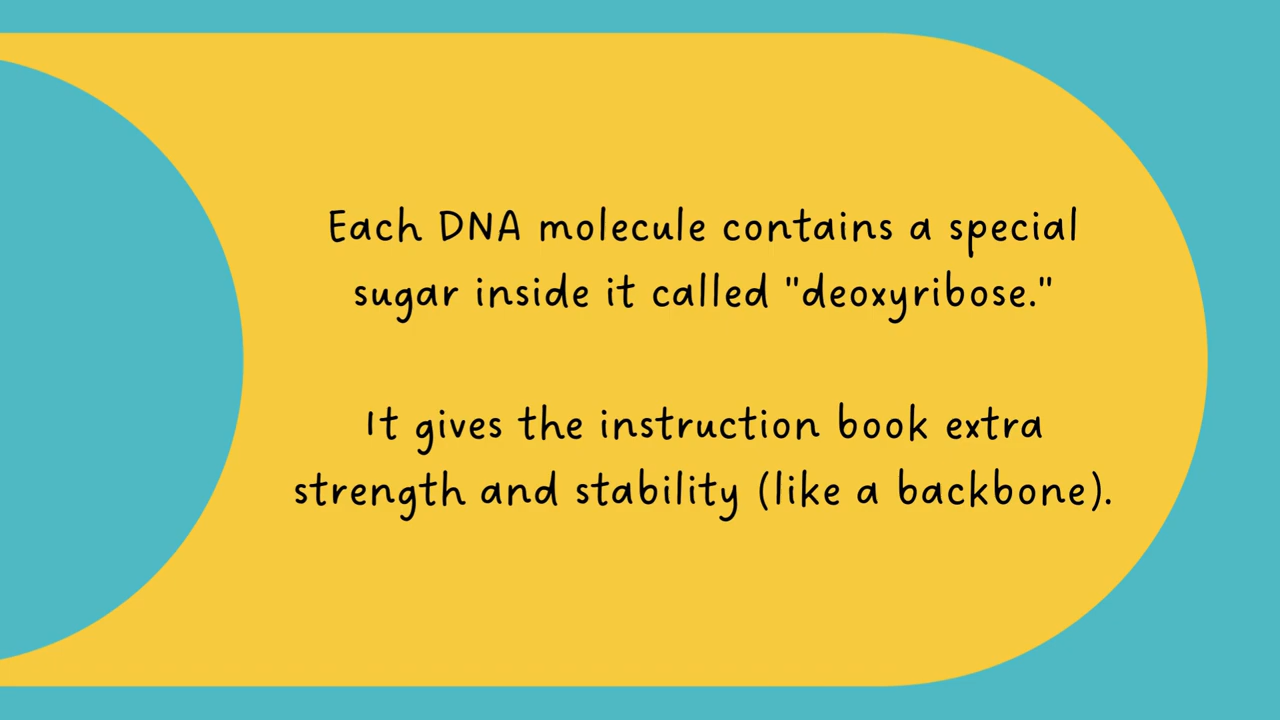 Each DNA molecule contains a special
sugar inside it called "deoxyribose."
It gives the instruction book extra
strength and stability (like a backbone).